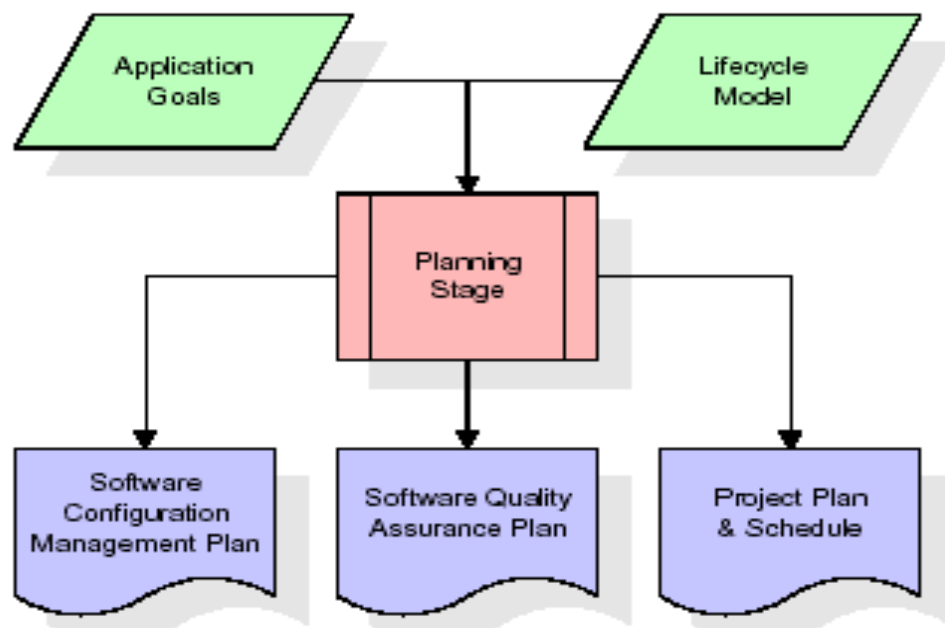 Application
Goals
Lifecycle
Model
Planning
Stage
Software
Configuration
Management Plan
Software Quality
Assurance Plan
Project Plan
& Schedule